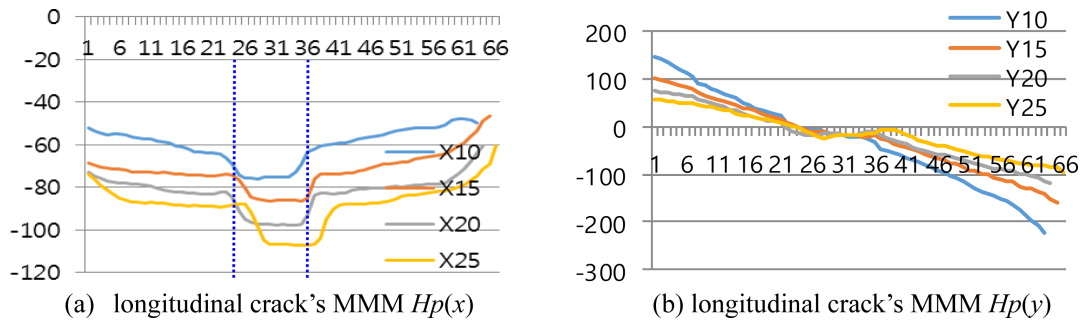 0
1 6 11 16 21 26 31 36 41 46 51 56 61 66
-20
-40
-60
-80
-100
-120
X10
X15
X20
X25
(a) longitudinal crack's MMM Hp(x)
200
100
0
-100
-200
-300
1 6 11 16 21 26 31 36 41 46 51 56 61 66
Y10
Y15
Y20
Y25
(b) longitudinal crack's MMM Hp(y)